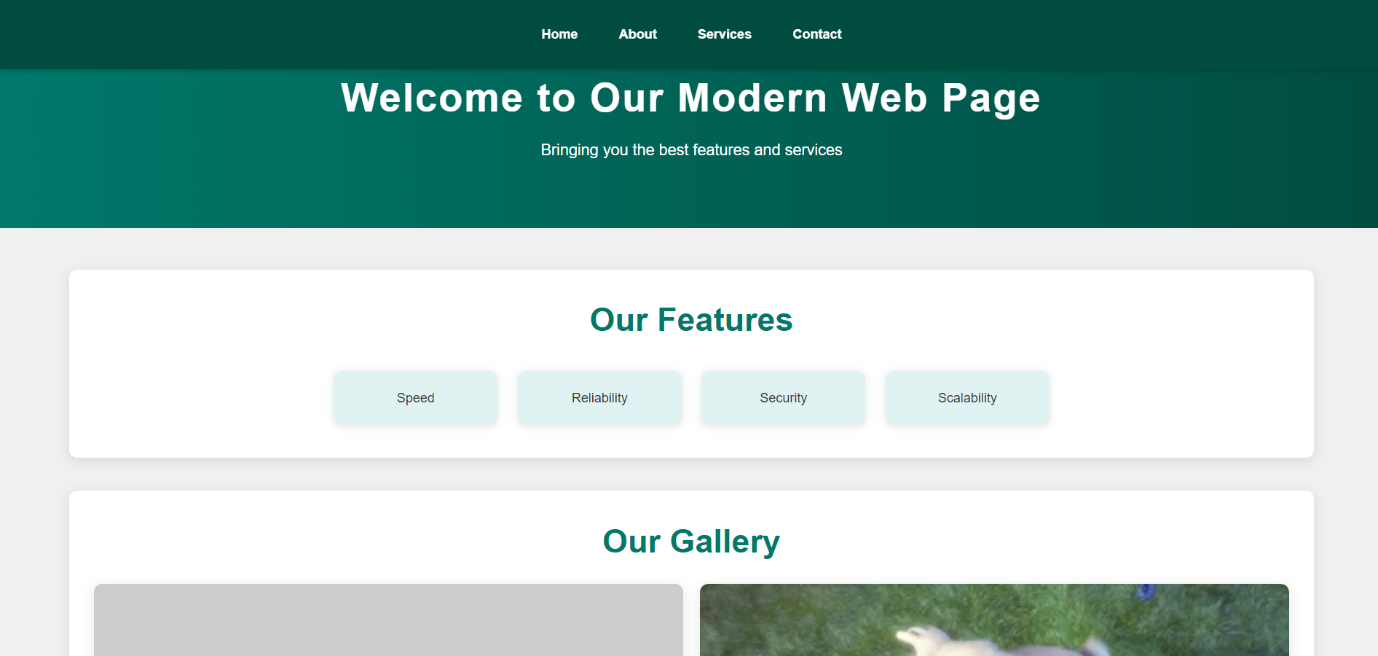 Home About Services Contact
Welcome to Our Modern Web Page
Bringing you the best features and services
Our Features
Speed Reliability Security Scalability
Our Gallery